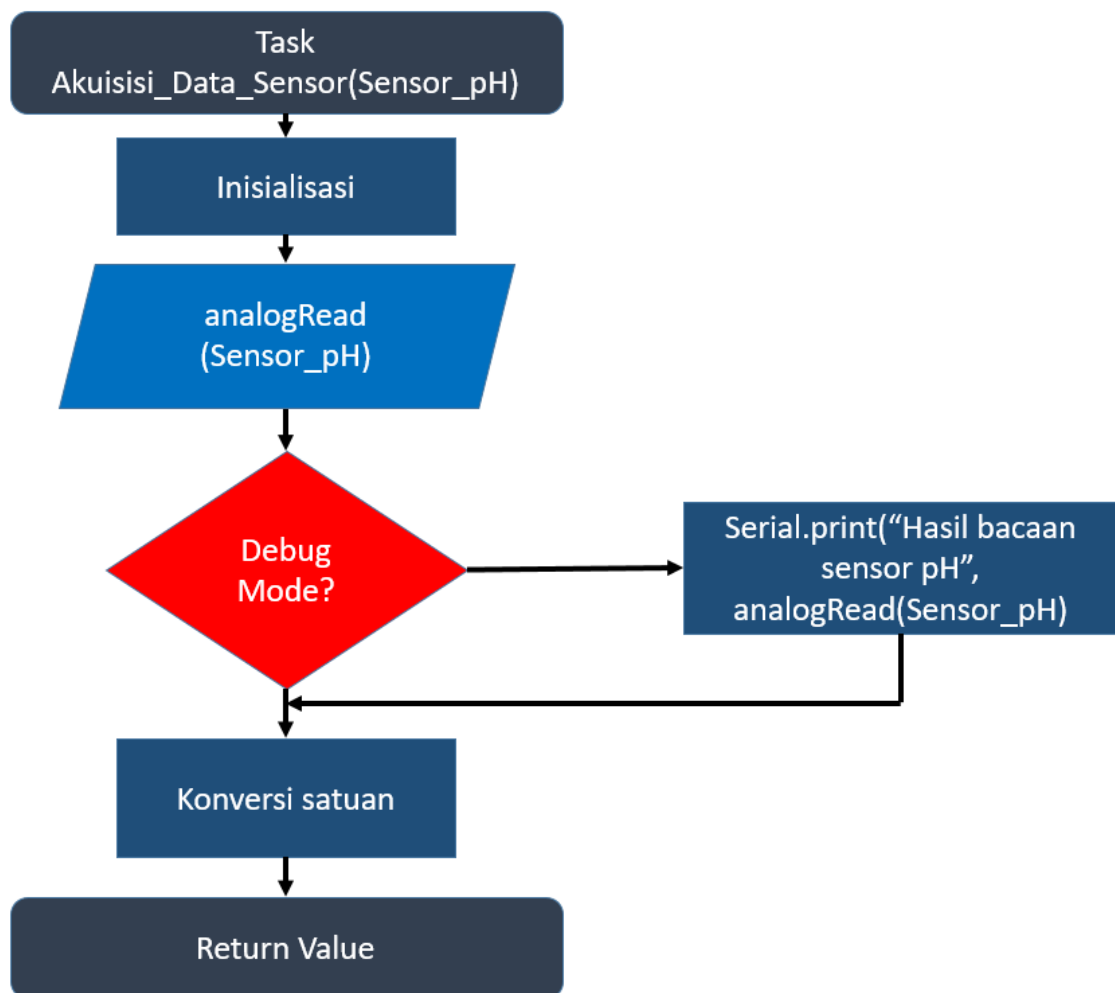 Task
Akuisisi_Data_Sensor(Sensor_pH)
Inisialisasi
analogRead
(Sensor_pH)
Debug
Mode?
Serial.print(“Hasil bacaan
sensor pH”,
analogRead(Sensor_pH)
Konversi satuan
Return Value